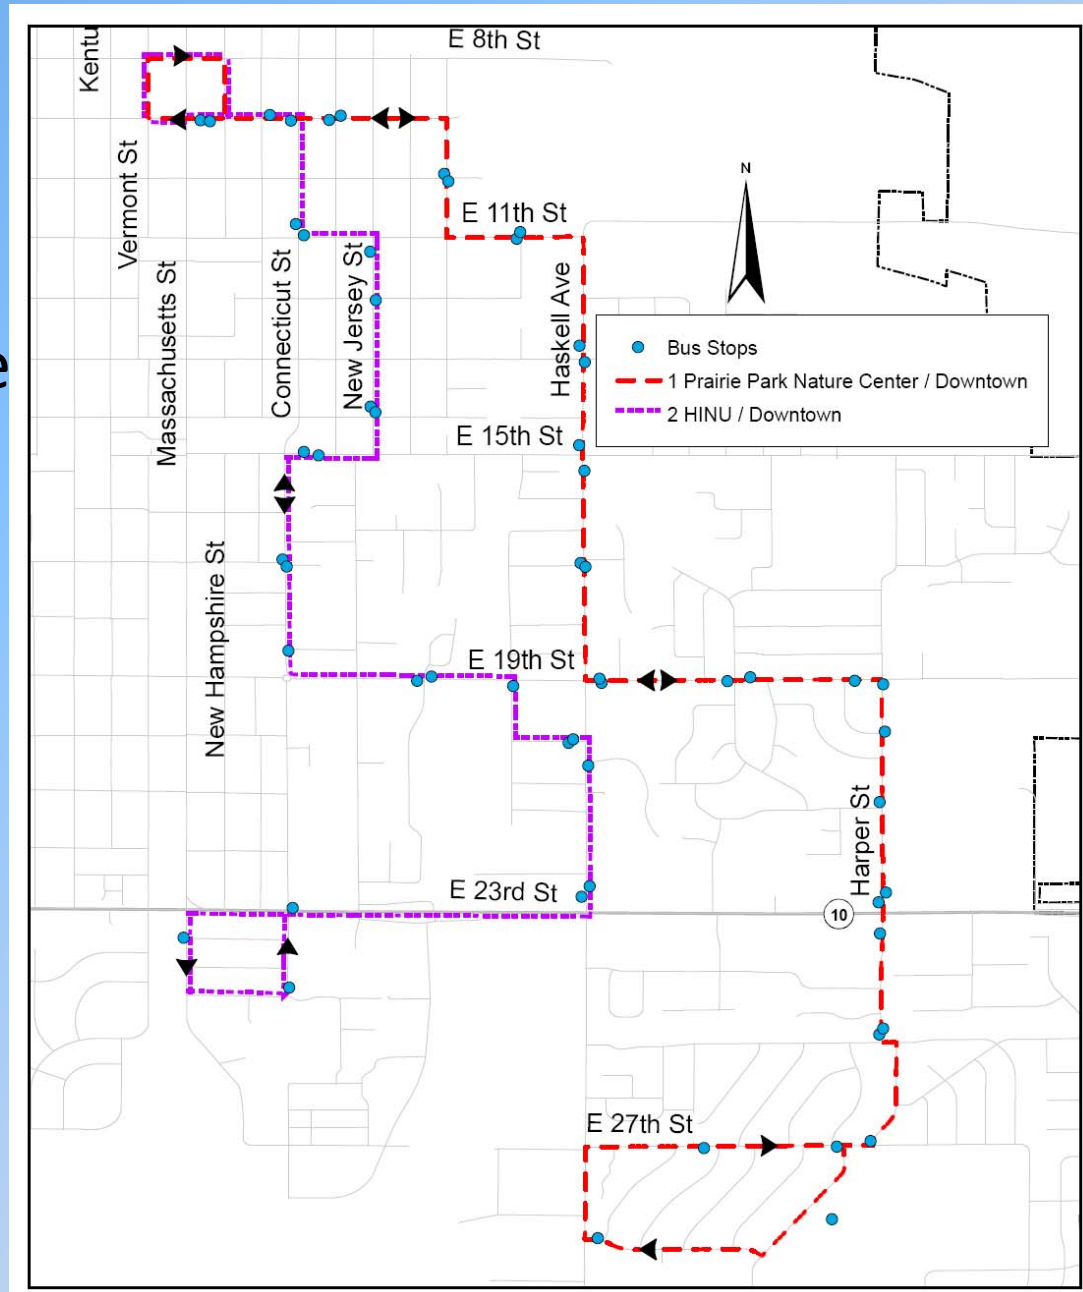 E 8th St
Kentu
Vermont St
N
E 11th St
Massachusetts St
Connecticut St
New Jersey St
Haskell Ave
Bus Stops
1 Prairie Park Nature Center / Downtown
2 HINU / Downtown
e
E 15th St
New Hampshire St
E 19th St
Harper St
E 23rd St
10
E 27th St